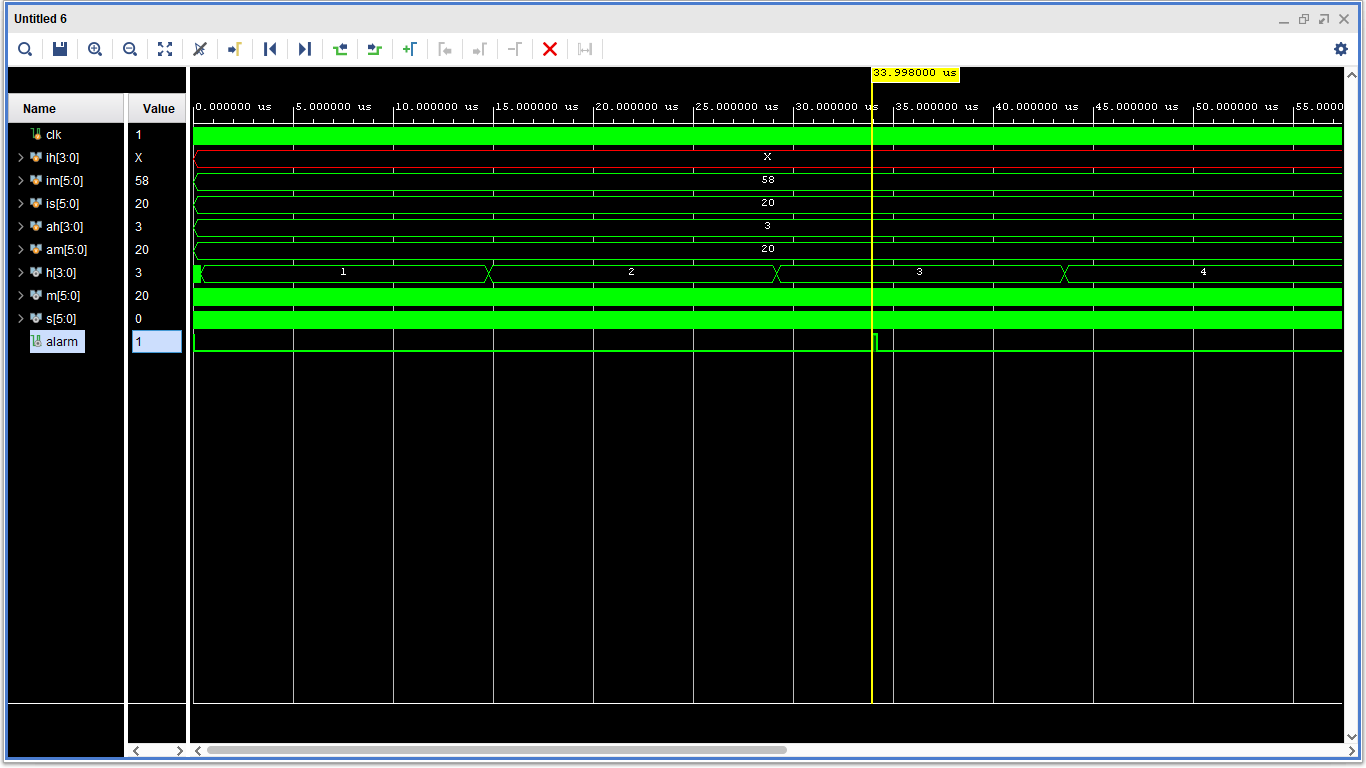 Untitled 6
33.998000 us
Name Value 0.000000 us 5.000000 us 10.000000 us 15.000000 us 20.000000 us 25.000000 us 30.000000 us 35.000000 us 40.000000 us 45.000000 us 50.000000 us 55.0000
clk 1
ih[3:0] X X
im[5:0] 58 58
is[5:0] 20 20
ah[3:0] 3 3
am[5:0] 20 20
h[3:0] 3 1 2 3 4
m[5:0] 20
s[5:0] 0
alarm 1